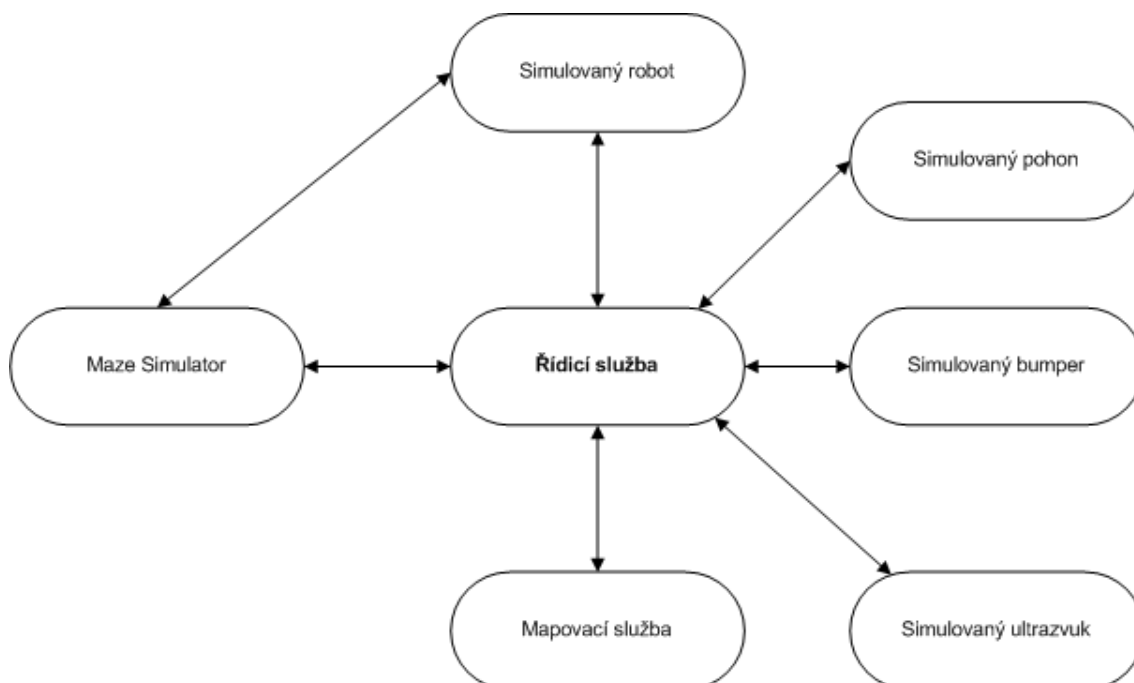 Simulovaný robot
Simulovaný pohon
Maze Simulator
Řídicí služba
Simulovaný bumper
Mapovací služba
Simulovaný ultrazvuk